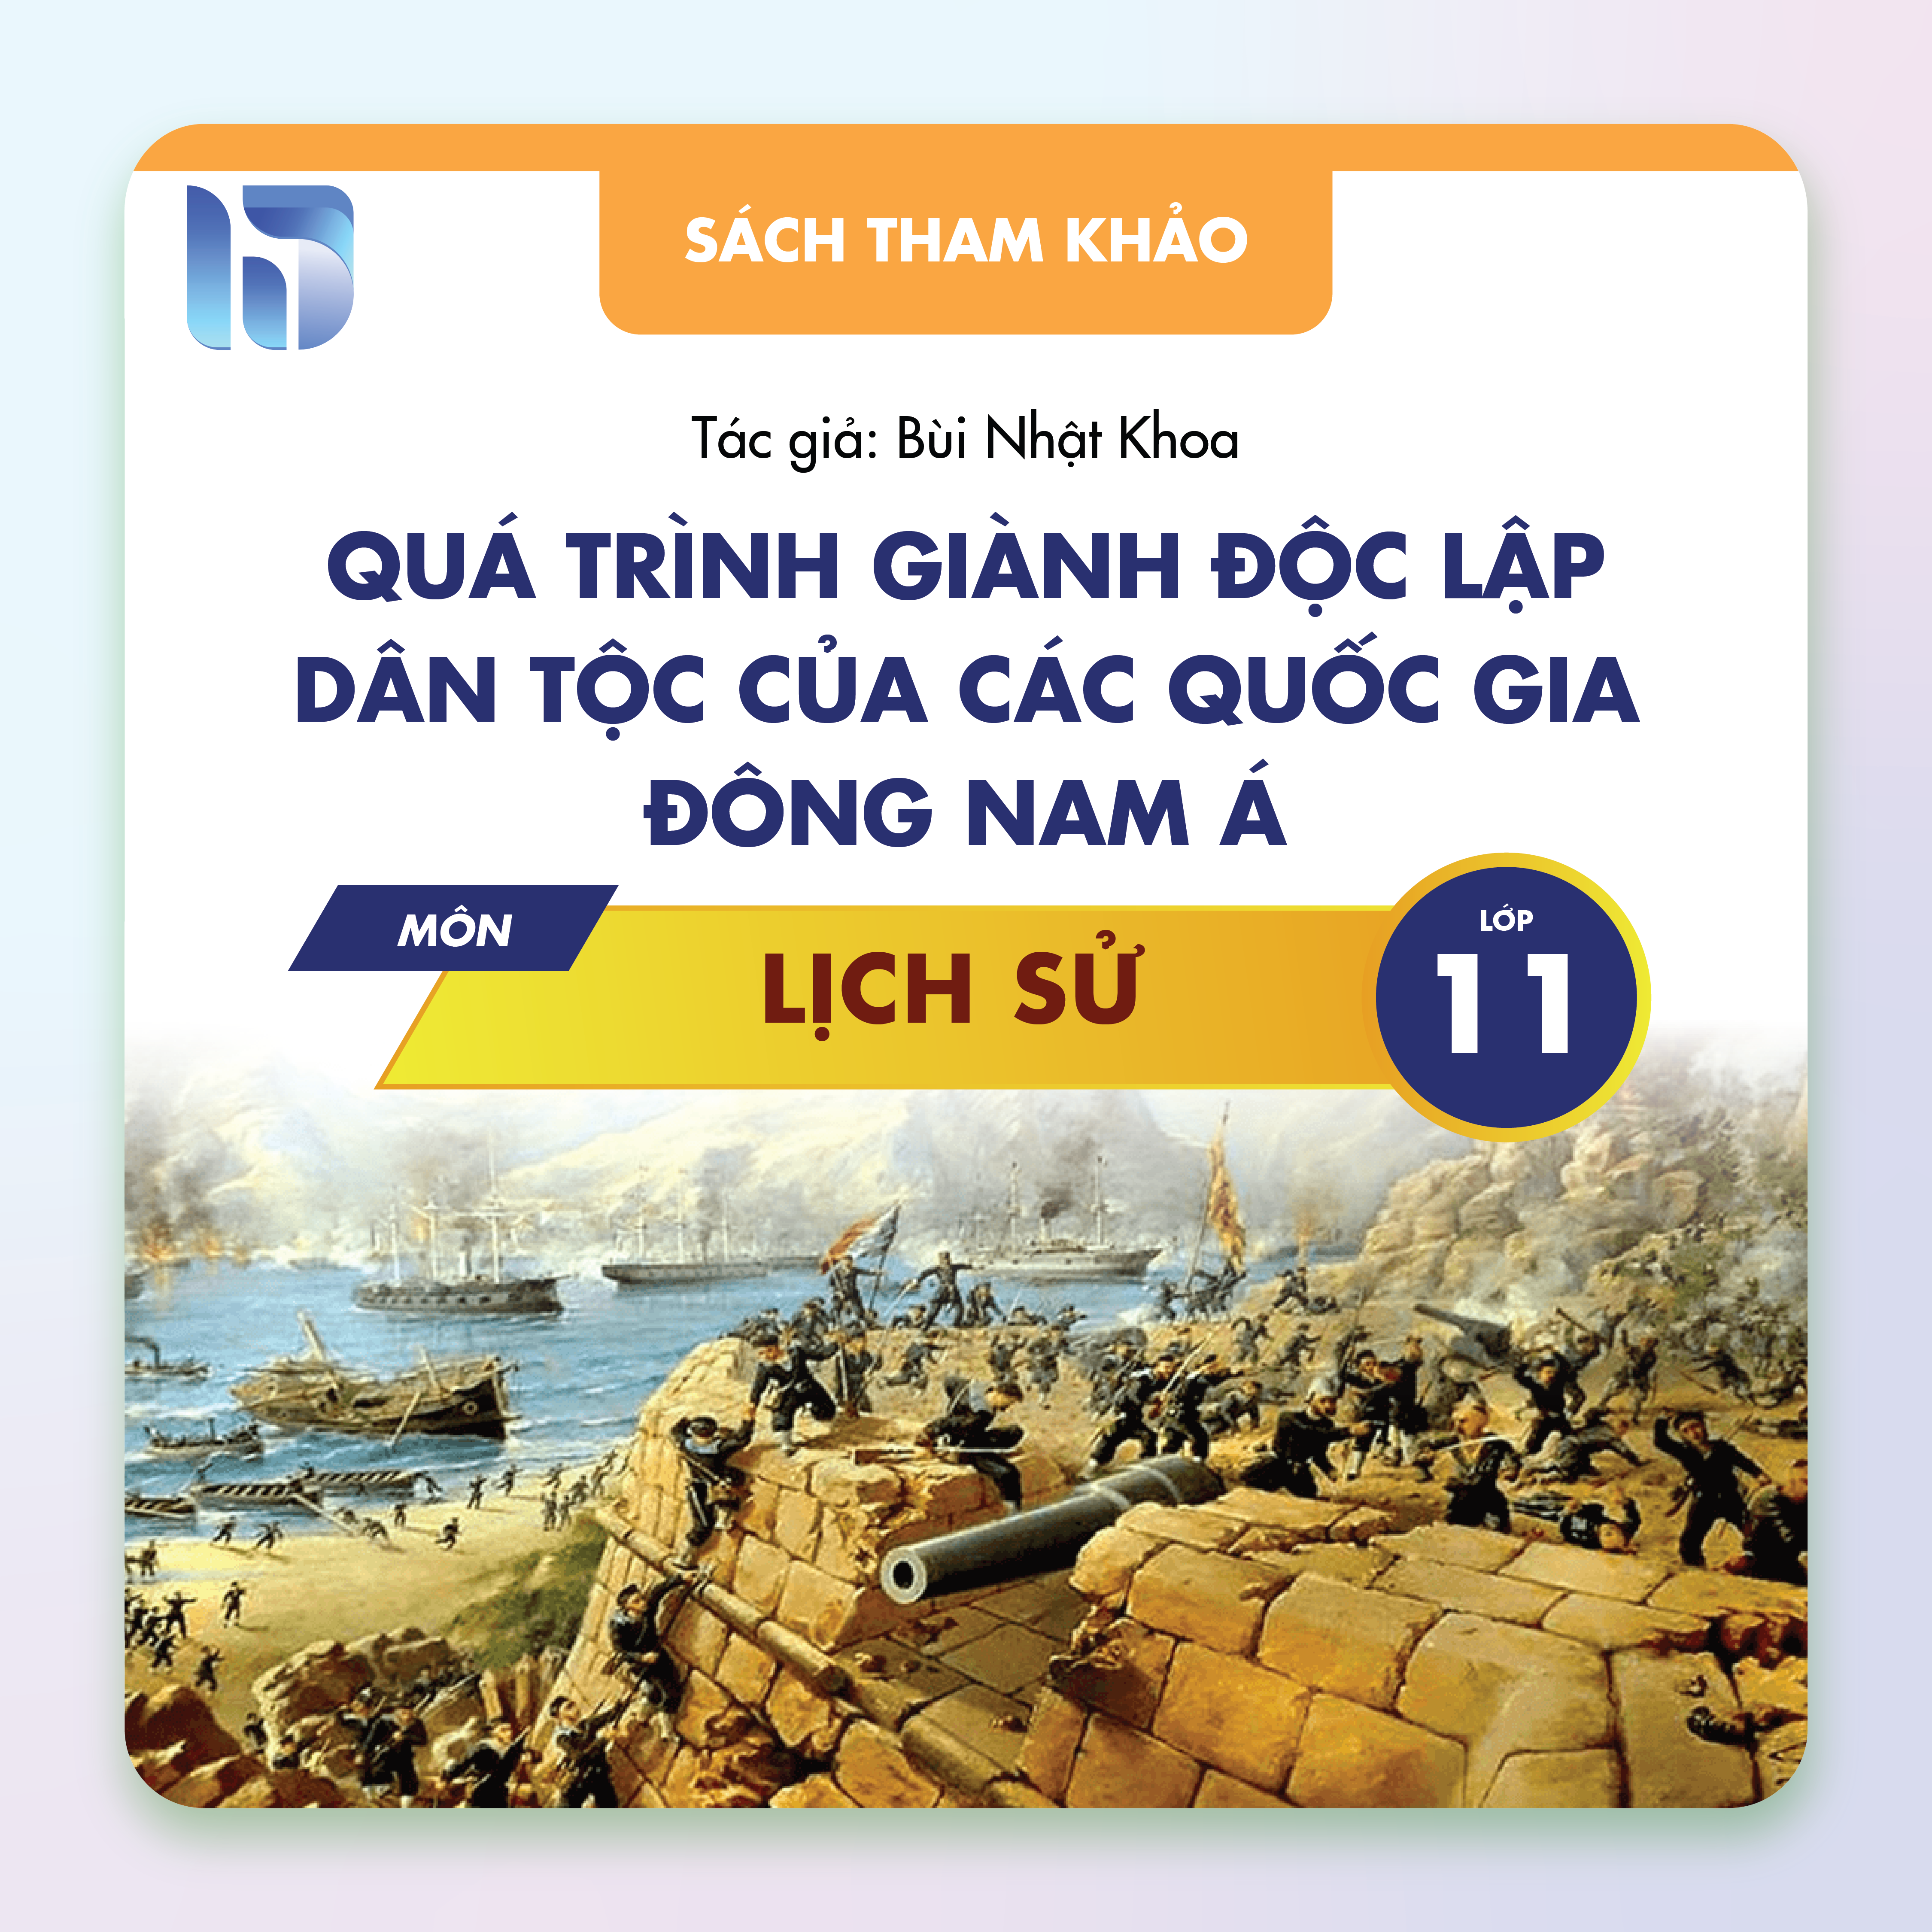 SÁCH THAM KHẢO
Tác giả: Bùi Nhật Khoa
QUÁ TRÌNH GIÀNH ĐỘC LẬP
DÂN TỘC CỦA CÁC QUỐC GIA
ĐÔNG NAM Á
MÔN
LỊCH SỬ
LỚP
11